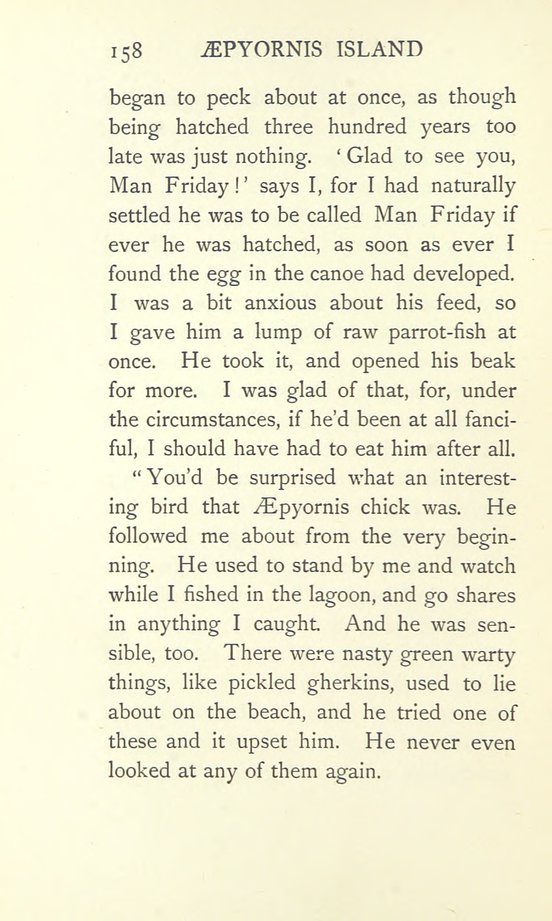 158 ÆPYORNIS ISLAND
began to peck about at once, as though
being hatched three hundred years too
late was just nothing. ‘Glad to see you,
Man Friday!’ says I, for I had naturally
settled he was to be called Man Friday if
ever he was hatched, as soon as ever I
found the egg in the canoe had developed.
I was a bit anxious about his feed, so
I gave him a lump of raw parrot-fish at
once. He took it, and opened his beak
for more. I was glad of that, for, under
the circumstances, if he’d been at all fanci-
ful, I should have had to eat him after all.
“You’d be surprised what an interest-
ing bird that Æpyornis chick was. He
followed me about from the very begin-
ning. He used to stand by me and watch
while I fished in the lagoon, and go shares
in anything I caught. And he was sen-
sible, too. There were nasty green warty
things, like pickled gherkins, used to lie
about on the beach, and he tried one of
these and it upset him. He never even
looked at any of them again.